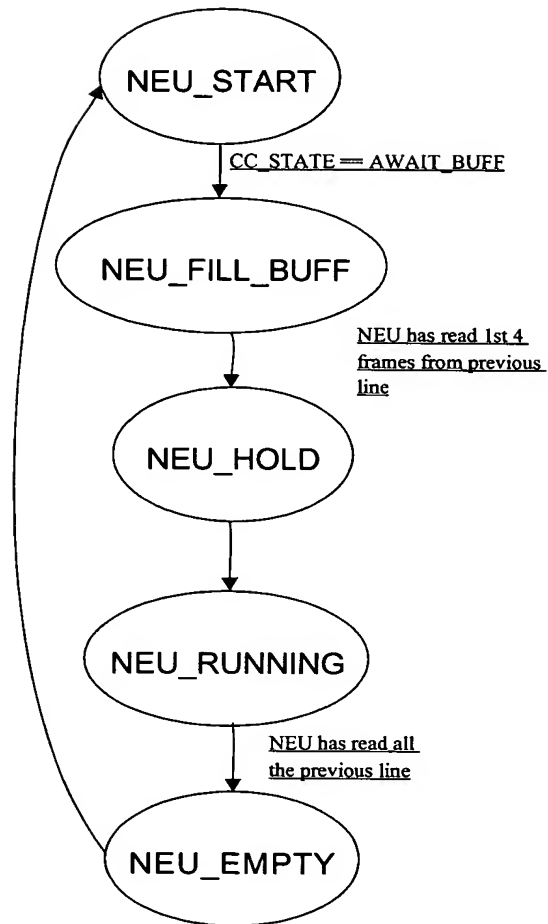 NEU_START
CC_STATE == AWAIT_BUFF
NEU_FILL_BUFF
NEU has read 1st 4
frames from previous
line
NEU_HOLD
NEU_RUNNING
NEU has read all
the previous line
NEU_EMPTY